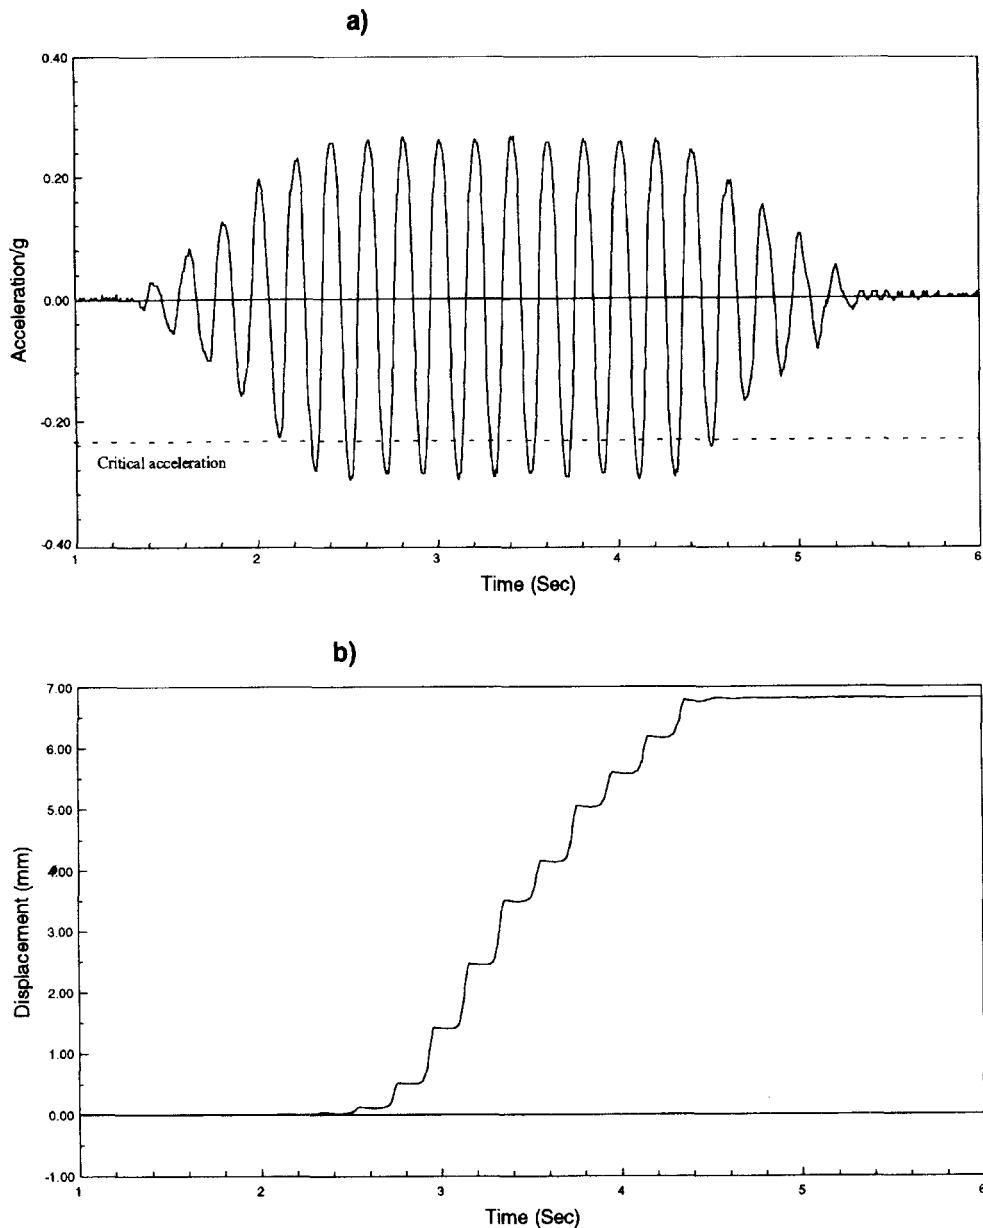 a)
0.40
0.20
0.00
-0.20
-0.40
Acceleration/g
Critical acceleration
1 2 3 4 5 6
Time (Sec)
b)
7.00
6.00
5.00
4.00
3.00
2.00
1.00
0.00
-1.00
Displacement (mm)
1 2 3 4 5 6
Time (Sec)